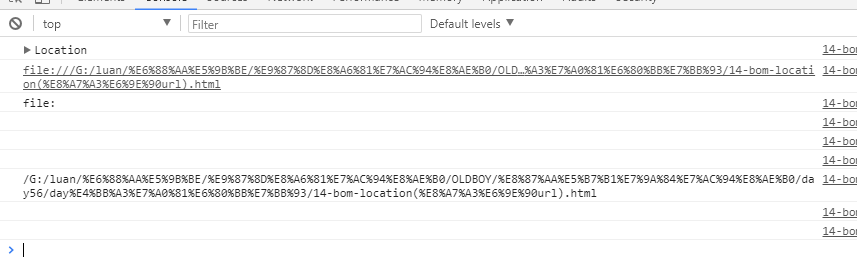 top Filter Default levels
Location 14-bom
file:///G:/luan/%E6%88%AA%E5%9B%BE/%E9%87%8D%E8%A6%81%E7%AC%94%E8%AE%B0/OLD…%A3%E7%A0%81%E6%80%BB%E7%BB%93/14-bom-locati 14-bom
on(%E8%A7%A3%E6%9E%90url).html
file: 14-bom
14-bom
14-bom
14-bom
/G:/luan/%E6%88%AA%E5%9B%BE/%E9%87%8D%E8%A6%81%E7%AC%94%E8%AE%B0/OLDBOY/%E8%87%AA%E5%B7%B1%E7%9A%84%E7%AC%94%E8%AE%B0/da 14-bom
y56/day%E4%BB%A3%E7%A0%81%E6%80%BB%E7%BB%93/14-bom-location(%E8%A7%A3%E6%9E%90url).html
14-bom
14-bom